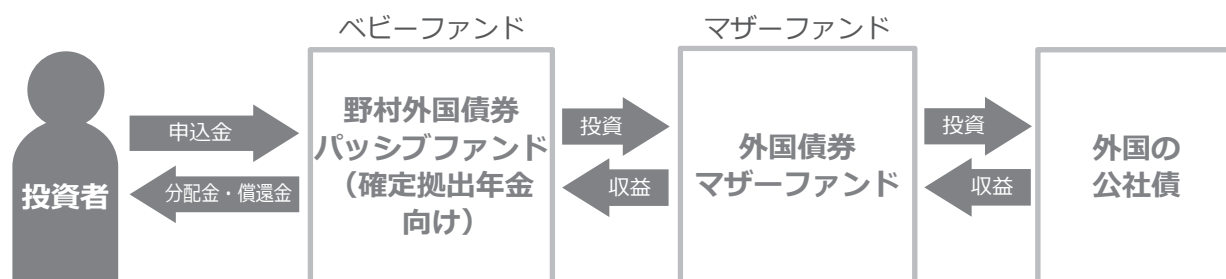 ベビーファンド
マザーファンド
投資者
申込金
分配金・償還金
野村外国債券
パッシブファンド
（確定拠出年金
向け）
投資
収益
外国債券
マザーファンド
投資
収益
外国の
公社債